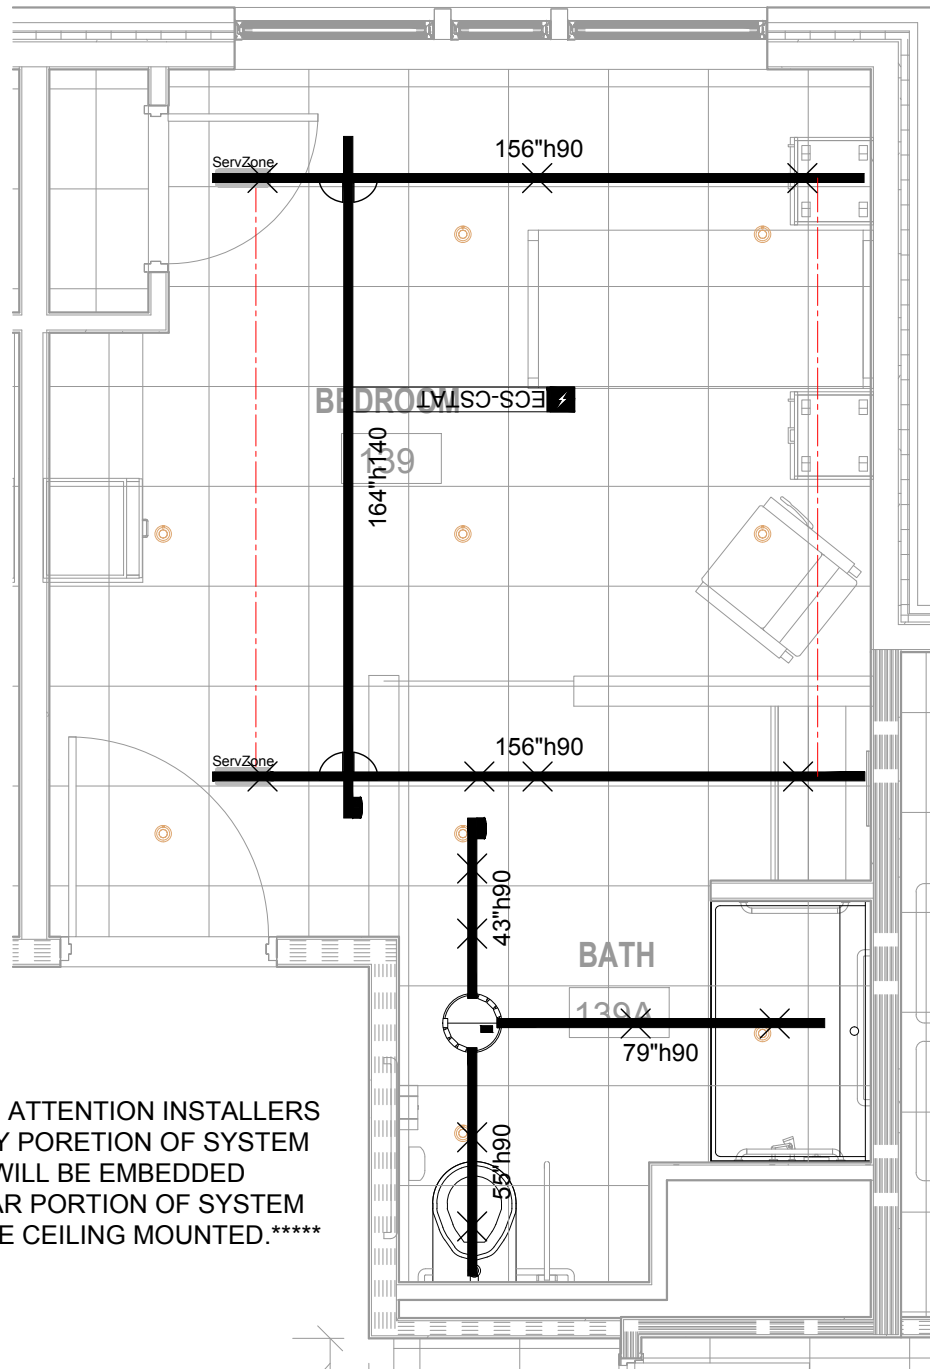 156"h90
ServZone
BEDROOM
ECS-CSTAT
139
164"h140
156"h90
ServZone
43"h90
BATH
139A
79"h90
55"h90
ATTENTION INSTALLERS
Y PORETION OF SYSTEM
WILL BE EMBEDDED
AR PORTION OF SYSTEM
E CEILING MOUNTED.*****